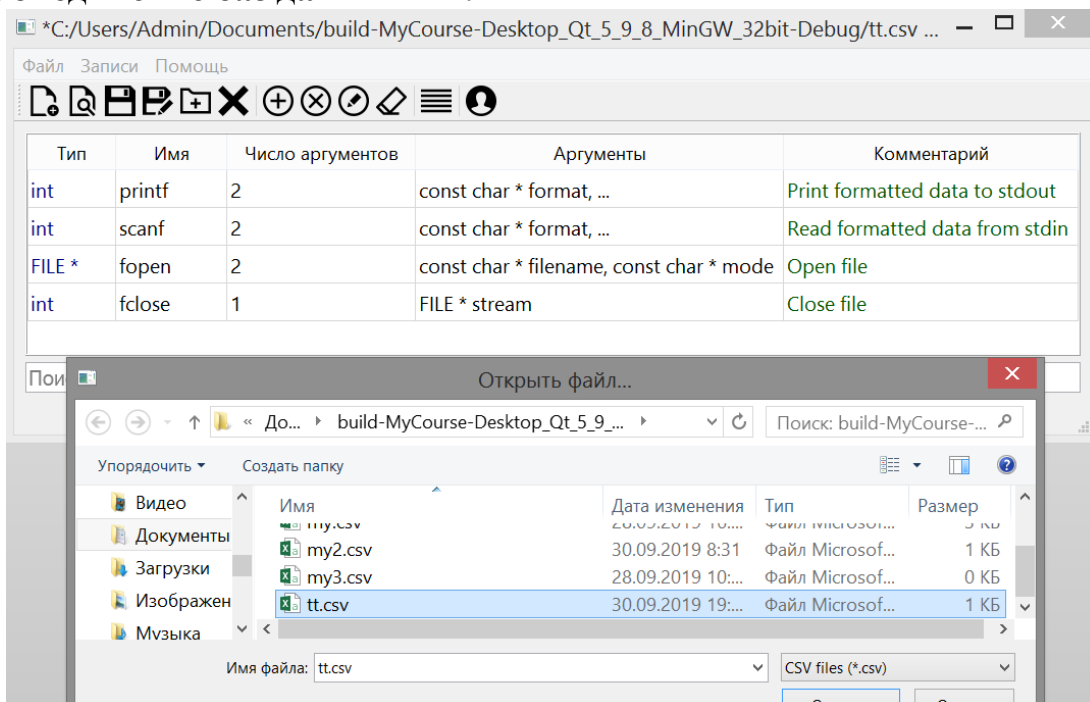 *C:/Users/Admin/Documents/build-MyCourse-Desktop_Qt_5_9_8_MinGW_32bit-Debug/tt.csv ...
Файл Записи Помощь
Тип Имя Число аргументов Аргументы Комментарий
int printf 2 const char * format, ... Print formatted data to stdout
int scanf 2 const char * format, ... Read formatted data from stdin
FILE * fopen 2 const char * filename, const char * mode Open file
int fclose 1 FILE * stream Close file
Открыть файл...
« До... build-MyCourse-Desktop_Qt_5_9_... Поиск: build-MyCourse-...
Упорядочить Создать папку
Имя Дата изменения Тип Размер
Видео
my.csv
Документы
my2.csv 30.09.2019 8:31 Файл Microsof... 1 КБ
Загрузки
my3.csv 28.09.2019 10:... Файл Microsof... 0 КБ
Изображен
tt.csv 30.09.2019 19:... Файл Microsof... 1 КБ
Музыка
Имя файла: tt.csv CSV files (*.csv)